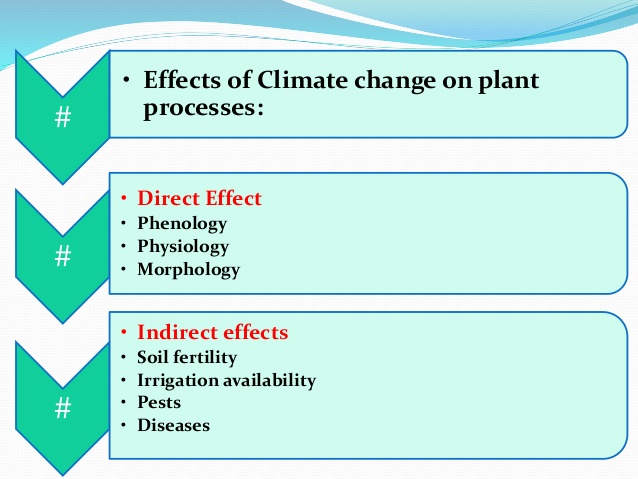 #
• Effects of Climate change on plant
processes:
#
• Direct Effect
• Phenology
• Physiology
• Morphology
#
• Indirect effects
• Soil fertility
• Irrigation availability
• Pests
• Diseases